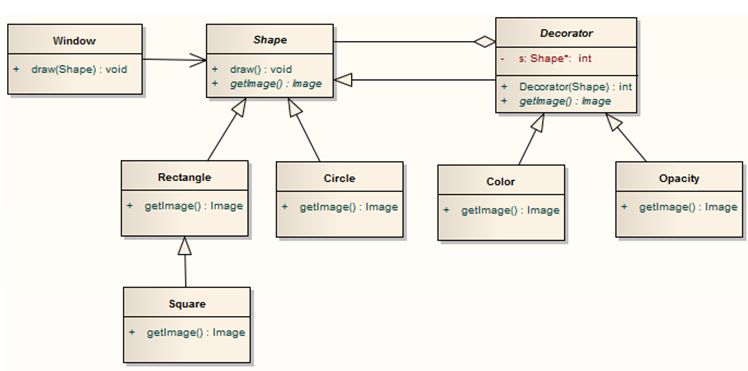 Window
+ draw(Shape) : void
Shape
+ draw() : void
+ getImage() : Image
Decorator
- s: Shape*: int
+ Decorator(Shape) : int
+ getImage() : Image
Rectangle
+ getImage() : Image
Circle
+ getImage() : Image
Color
+ getImage() : Image
Opacity
+ getImage() : Image
Square
+ getImage() : Image